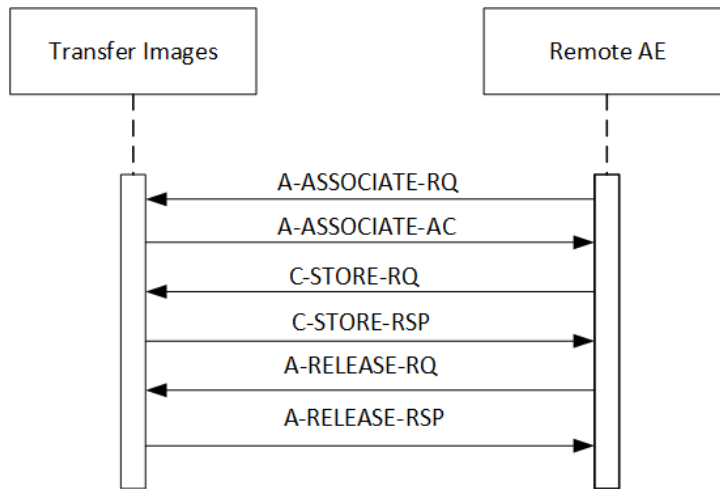 Transfer Images
Remote AE
A-ASSOCIATE-RQ
A-ASSOCIATE-AC
C-STORE-RQ
C-STORE-RSP
A-RELEASE-RQ
A-RELEASE-RSP